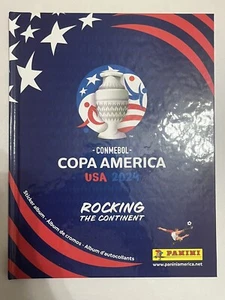 -CONMEBOL-
COPA AMERICA
USA 2024
ROCKING
THE CONTINENT
Sticker album · Álbum de cromos · Album d'autocollants
PANINI
www.paniniamerica.net